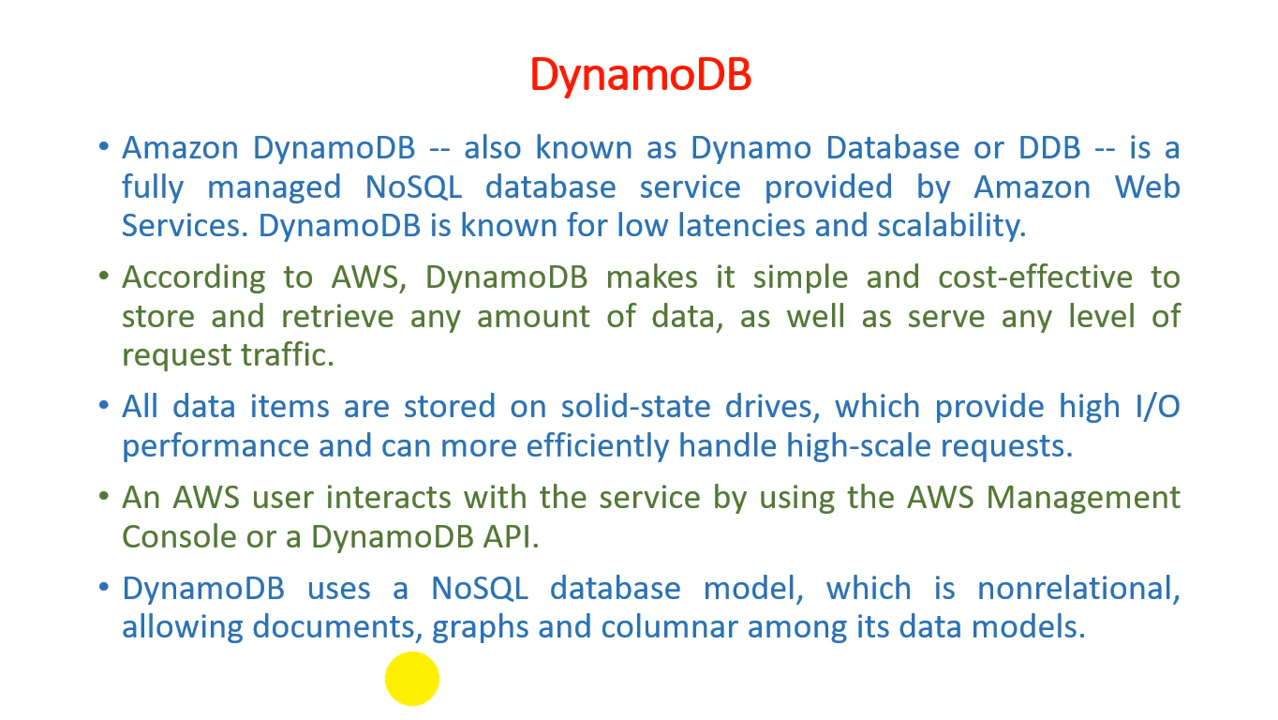 DynamoDB
• Amazon DynamoDB -- also known as Dynamo Database or DDB -- is a
fully managed NoSQL database service provided by Amazon Web
Services. DynamoDB is known for low latencies and scalability.
• According to AWS, DynamoDB makes it simple and cost-effective to
store and retrieve any amount of data, as well as serve any level of
request traffic.
• All data items are stored on solid-state drives, which provide high I/O
performance and can more efficiently handle high-scale requests.
• An AWS user interacts with the service by using the AWS Management
Console or a DynamoDB API.
• DynamoDB uses a NoSQL database model, which is nonrelational,
allowing documents, graphs and columnar among its data models.